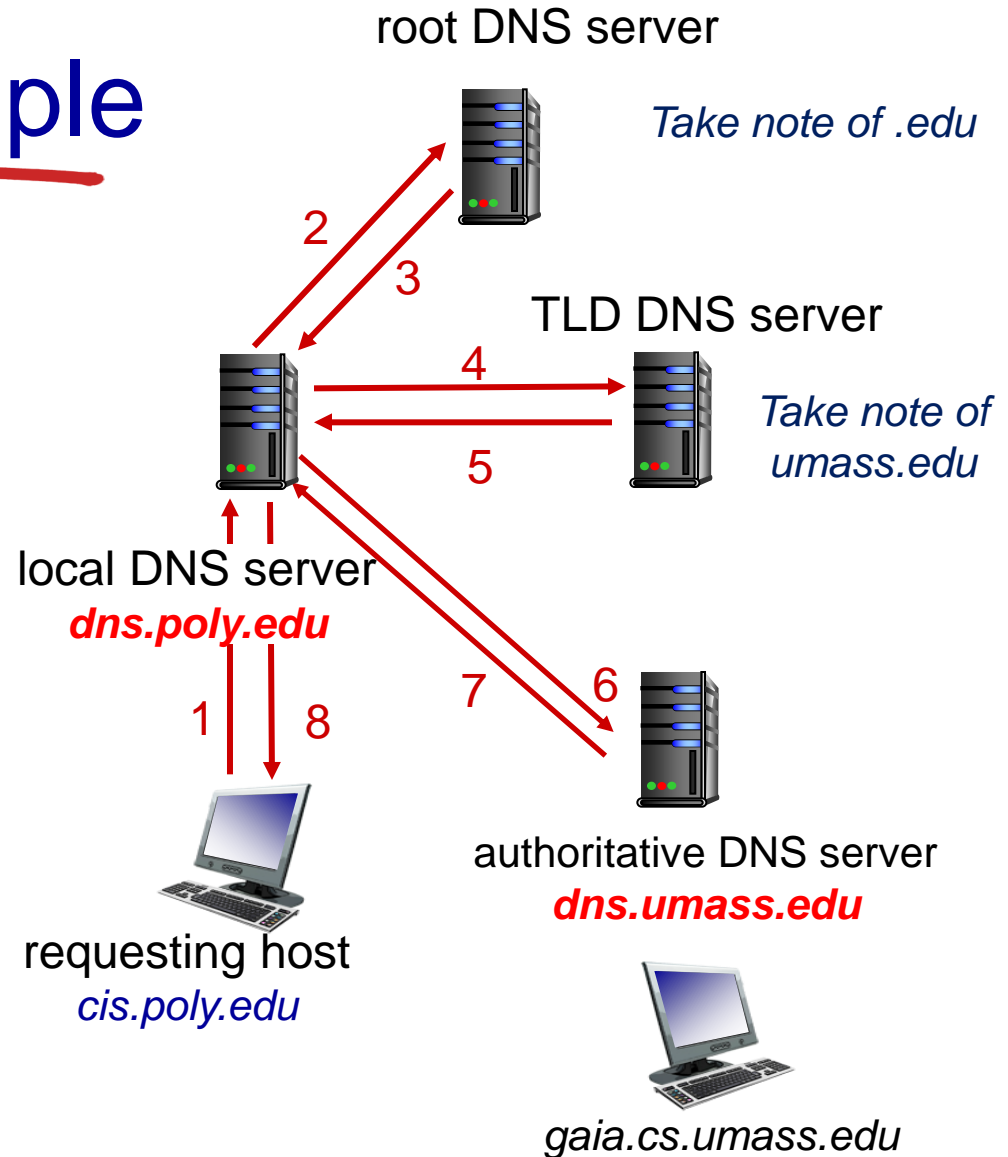 root DNS server
ple
Take note of .edu
2
3
TLD DNS server
4
Take note of
umass.edu
5
local DNS server
dns.poly.edu
1
8
7
6
authoritative DNS server
dns.umass.edu
requesting host
cis.poly.edu
gaia.cs.umass.edu